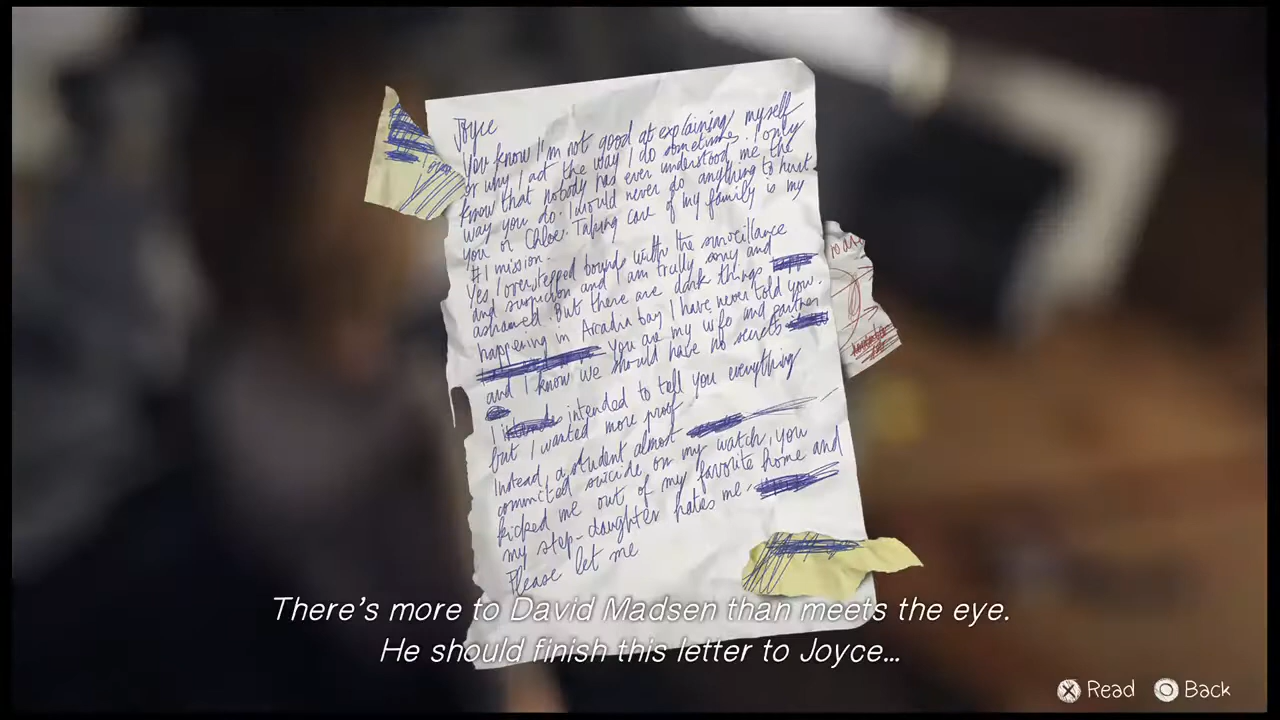 Joyce
You know I'm not good at explaining myself
or why I act the way I do sometime. I only
know that nobody has ever understood me the
way you do. I would never do anything to hurt
you or Chloe. Taking care of my family is my
#1 mission.
Yes I overstepped bounds with the surveillance
and suspicion and I am trully sorry and
ashamed. But there are dark things
happening in Arcadia bay I have never told you.
You are my wife and partner
and I know we should have no secrets
I intended to tell you everything
but I wanted more proof
Instead, a student almost
committed suicide on my watch, you
kicked me out of my favorite home and
my step-daughter hates me.
Please let me
There's more to David Madsen than meets the eye.
He should finish this letter to Joyce...
Read
Back